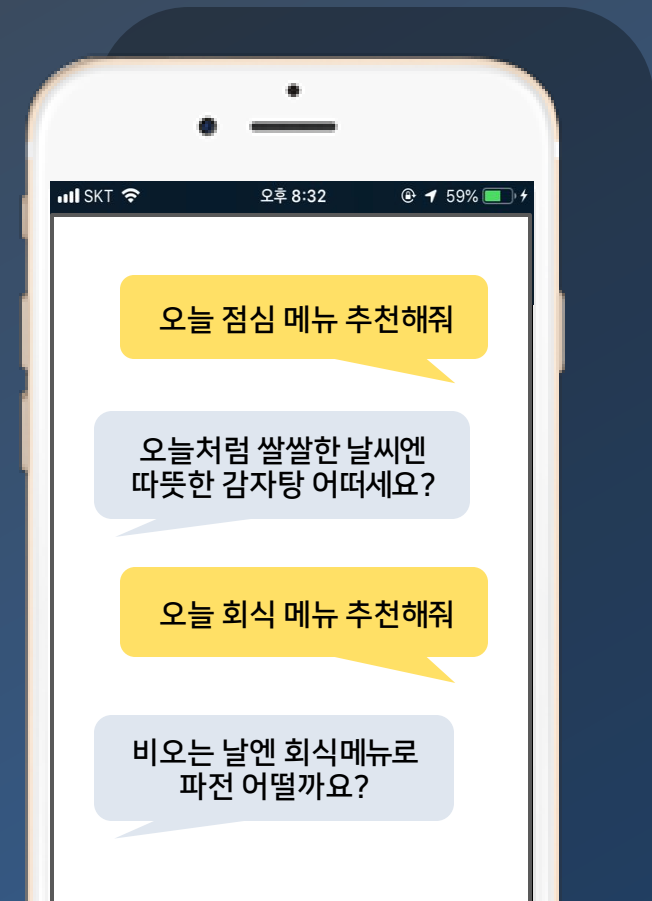 SKT 오후 8:32 59%
오늘 점심 메뉴 추천해줘
오늘처럼 쌀쌀한 날씨엔
따뜻한 감자탕 어떠세요?
오늘 회식 메뉴 추천해줘
비오는 날엔 회식메뉴로
파전 어떨까요?